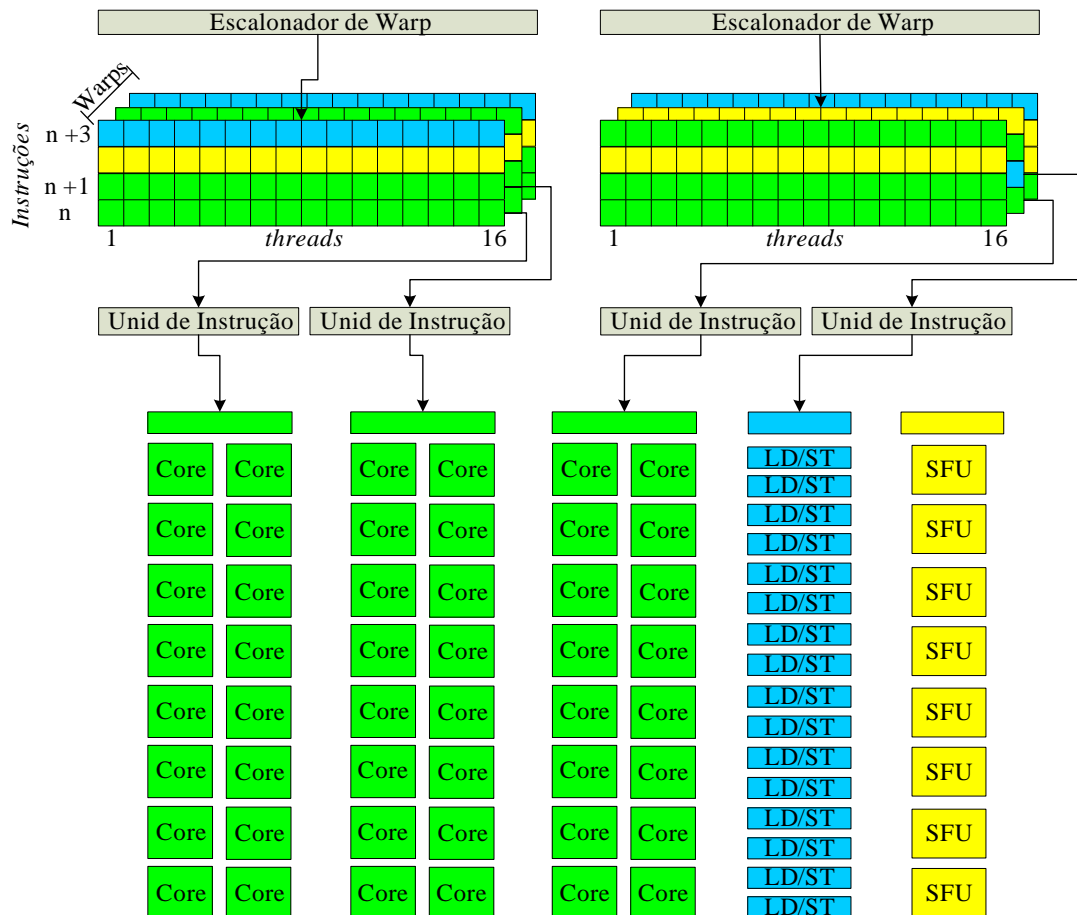 Escalonador de Warp Escalonador de Warp
Warps
Instruções
n +3
n +1
n
1 threads 16 1 threads 16
Unid de Instrução Unid de Instrução Unid de Instrução Unid de Instrução
Core Core Core Core Core Core LD/ST SFU
LD/ST
Core Core Core Core Core Core LD/ST SFU
LD/ST
Core Core Core Core Core Core LD/ST SFU
LD/ST
Core Core Core Core Core Core LD/ST SFU
LD/ST
Core Core Core Core Core Core LD/ST SFU
LD/ST
Core Core Core Core Core Core LD/ST SFU
LD/ST
Core Core Core Core Core Core LD/ST SFU
LD/ST
Core Core Core Core Core Core LD/ST SFU
LD/ST